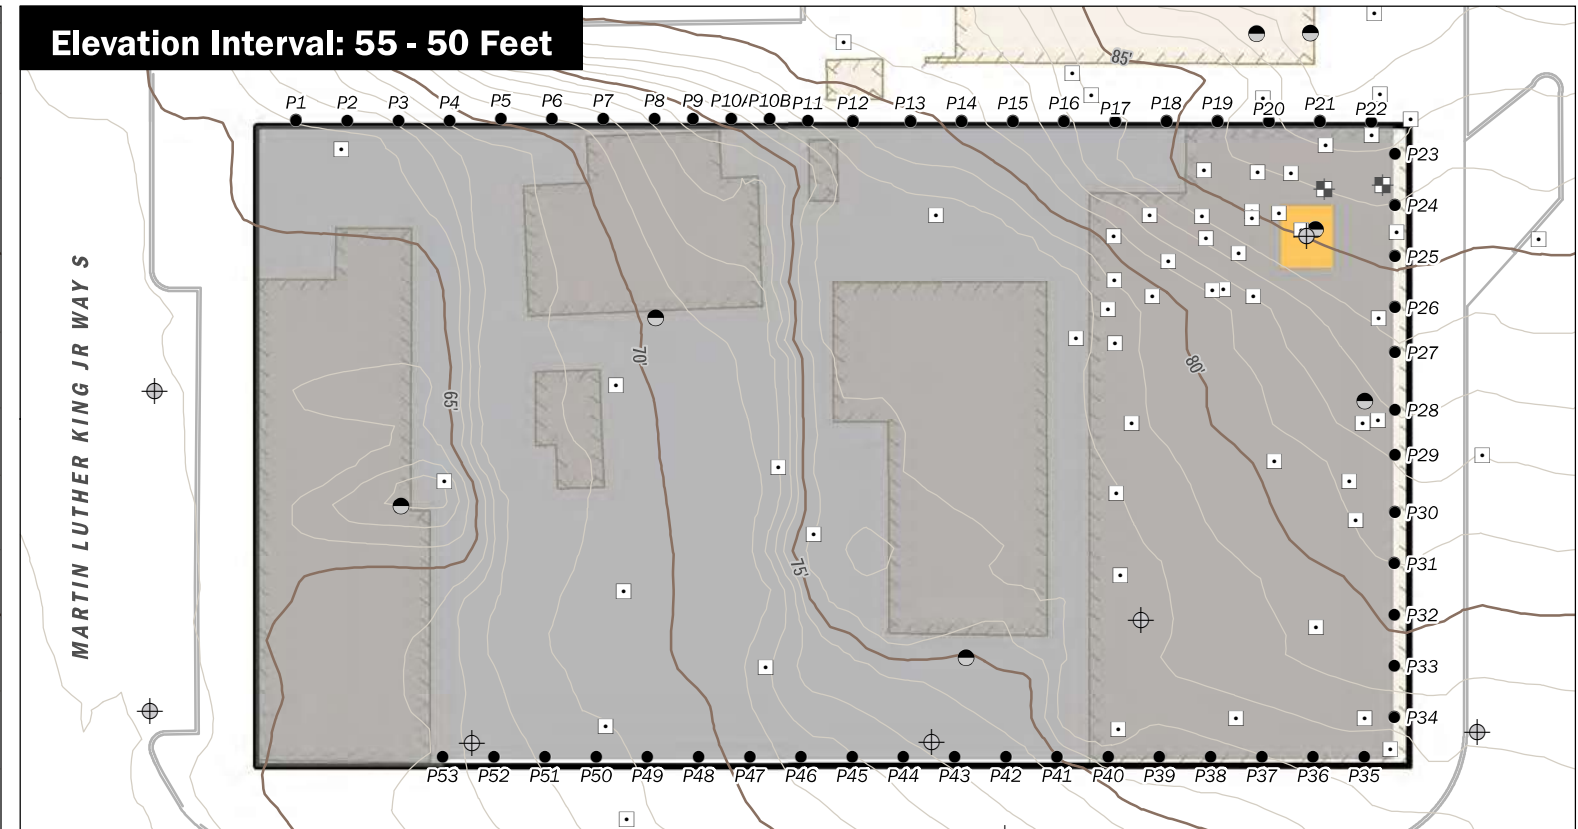 Elevation Interval: 55 - 50 Feet
85'
P1 P2 P3 P4 P5 P6 P7 P8 P9 P10A P10B P11 P12 P13 P14 P15 P16 P17 P18 P19 P20 P21 P22
P23
P24
P25
P26
P27
P28
P29
P30
P31
P32
P33
P34
65'
70'
75'
80'
MARTIN LUTHER KING JR WAY S
P53 P52 P51 P50 P49 P48 P47 P46 P45 P44 P43 P42 P41 P40 P39 P38 P37 P36 P35